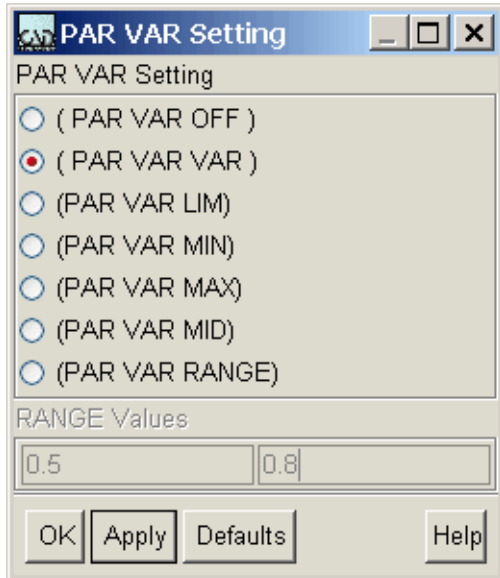 CAD PAR VAR Setting
PAR VAR Setting
( PAR VAR OFF )
( PAR VAR VAR )
(PAR VAR LIM)
(PAR VAR MIN)
(PAR VAR MAX)
(PAR VAR MID)
(PAR VAR RANGE)
RANGE Values
0.5 0.8
OK Apply Defaults Help